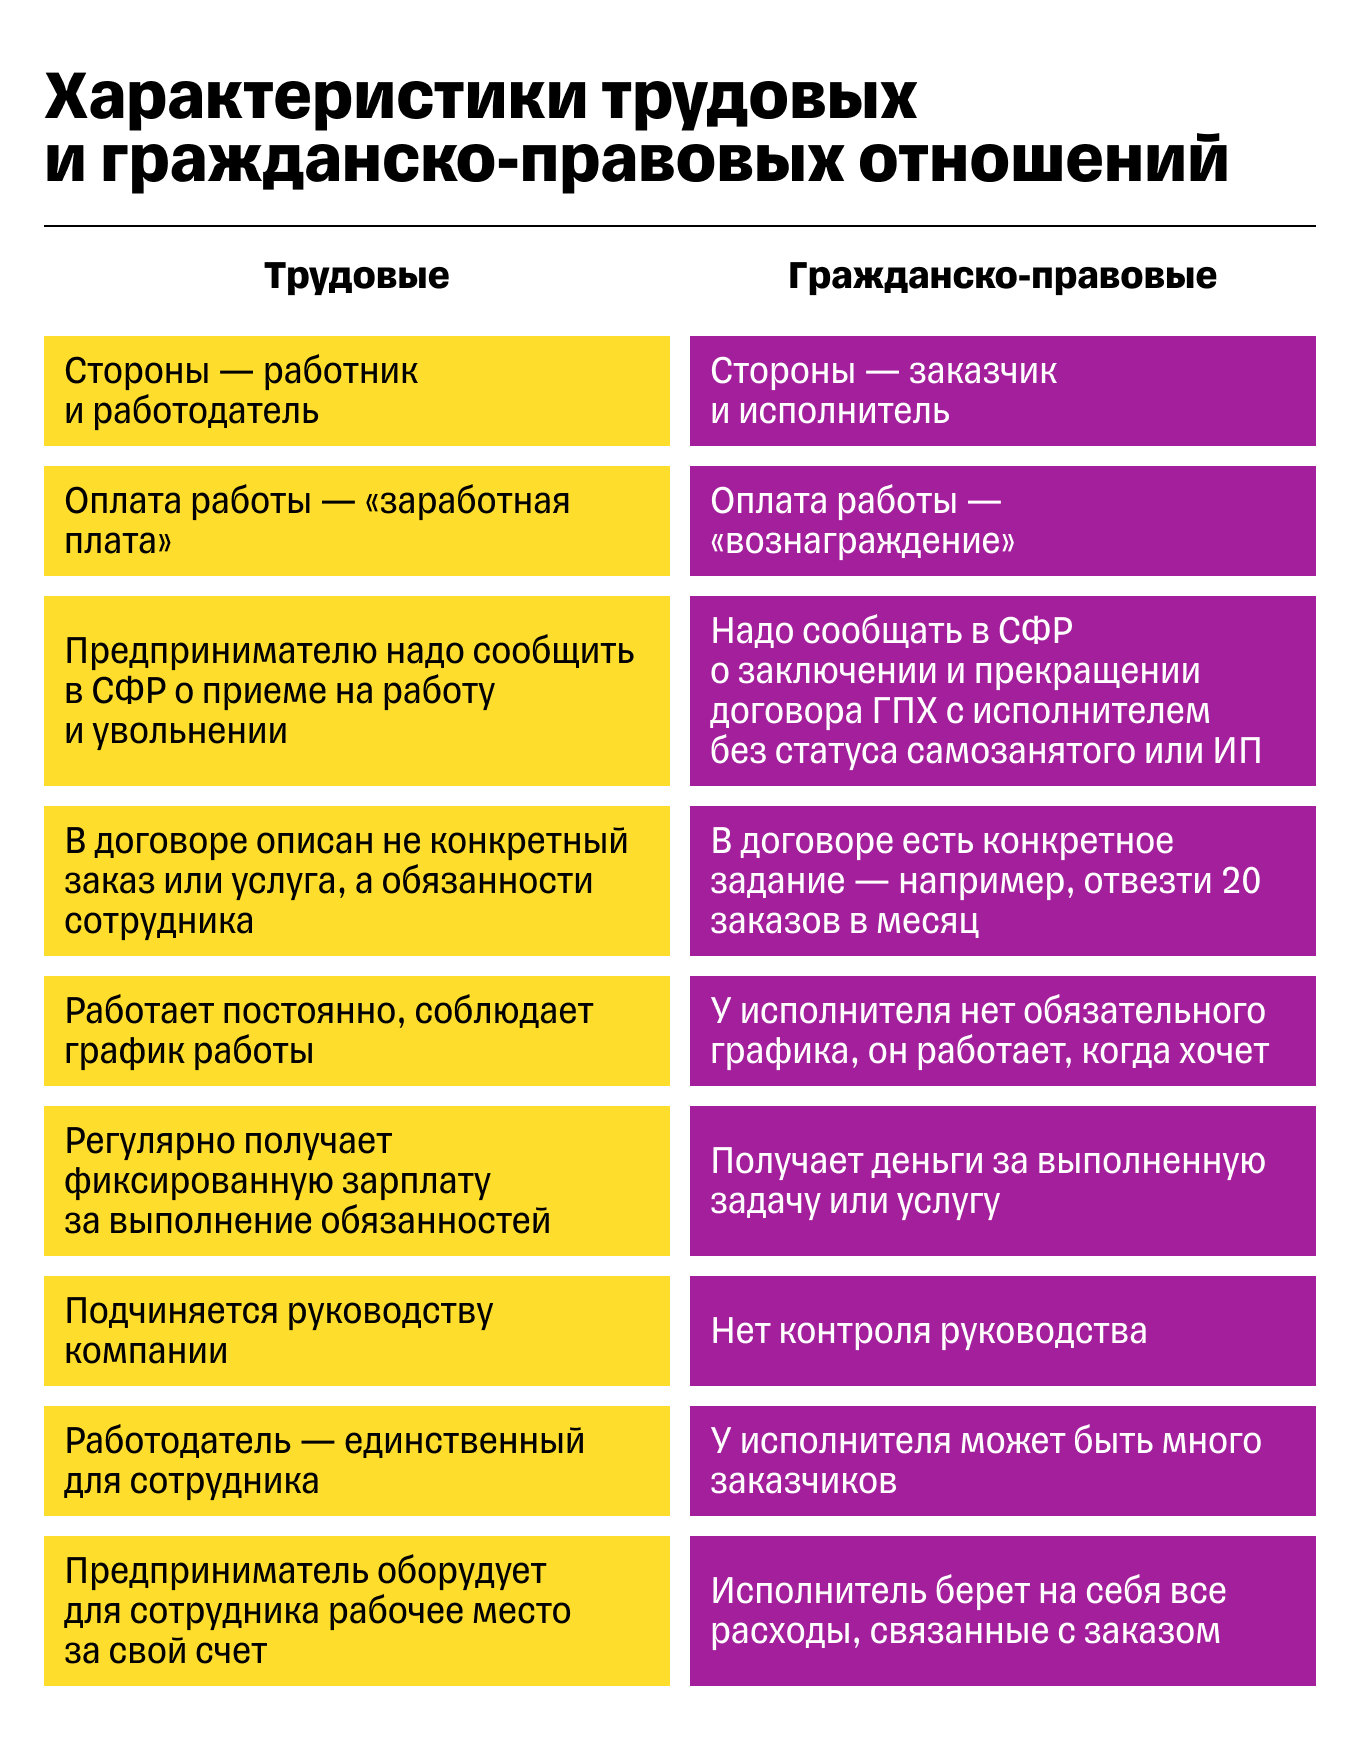 Характеристики трудовых
и гражданско-правовых отношений
Трудовые
Гражданско-правовые
Стороны — работник
и работодатель
Стороны — заказчик
и исполнитель
Оплата работы — «заработная
плата»
Оплата работы —
«вознаграждение»
Предпринимателю надо сообщить
в СФР о приеме на работу
и увольнении
Надо сообщать в СФР
о заключении и прекращении
договора ГПХ с исполнителем
без статуса самозанятого или ИП
В договоре описан не конкретный
заказ или услуга, а обязанности
сотрудника
В договоре есть конкретное
задание — например, отвезти 20
заказов в месяц
Работает постоянно, соблюдает
график работы
У исполнителя нет обязательного
графика, он работает, когда хочет
Регулярно получает
фиксированную зарплату
за выполнение обязанностей
Получает деньги за выполненную
задачу или услугу
Подчиняется руководству
компании
Нет контроля руководства
Работодатель — единственный
для сотрудника
У исполнителя может быть много
заказчиков
Предприниматель оборудует
для сотрудника рабочее место
за свой счет
Исполнитель берет на себя все
расходы, связанные с заказом